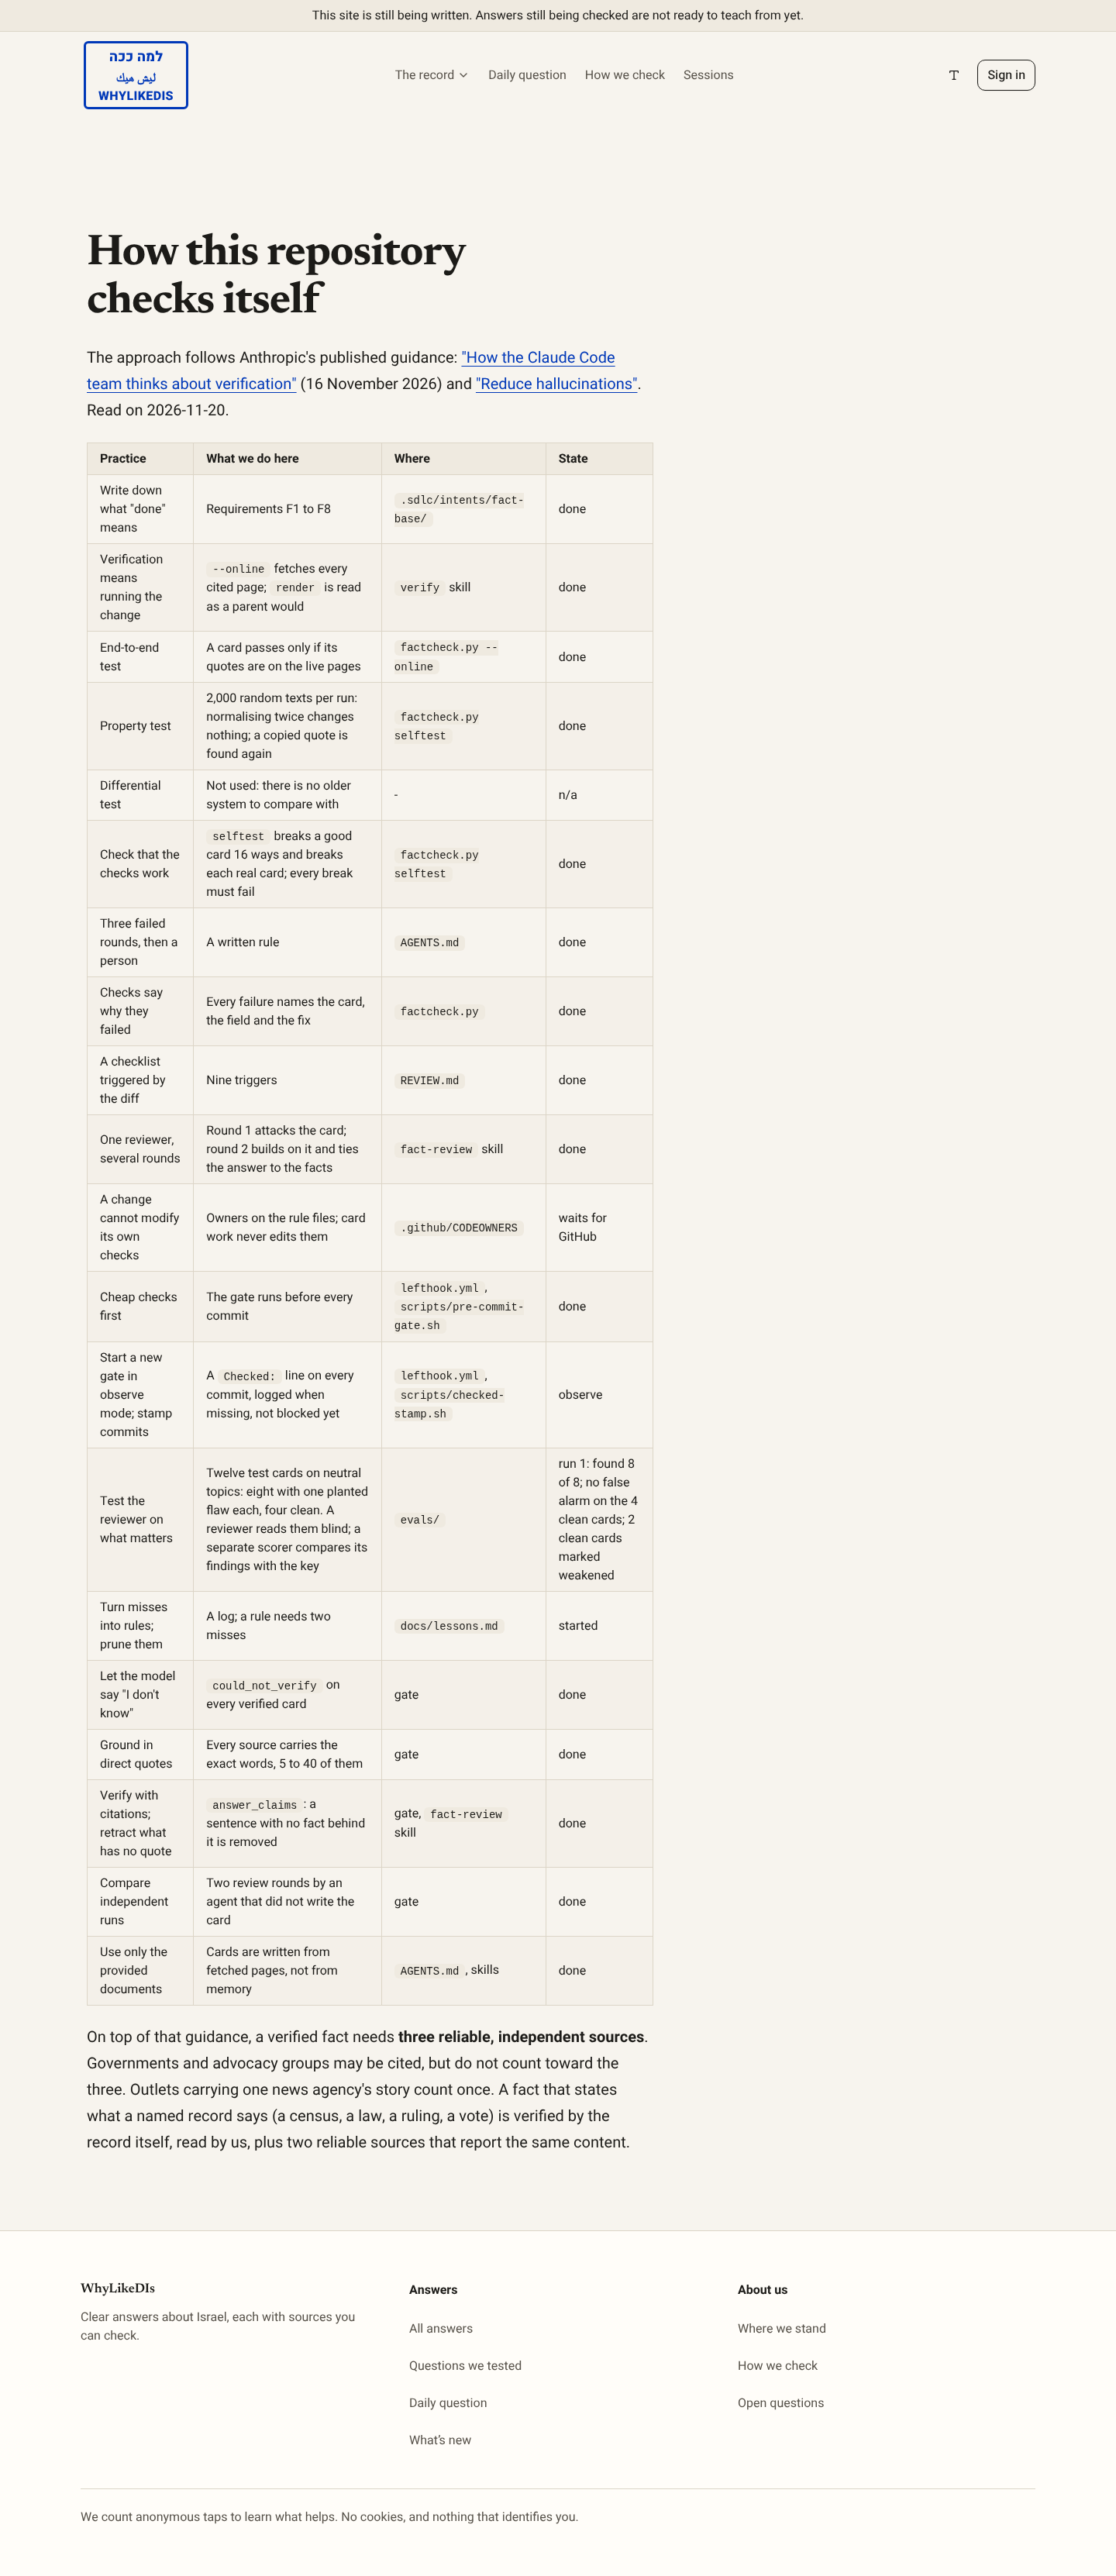 This site is still being written. Answers still being checked are not ready to teach from yet.
למה ככה
ليش هيك
WHYLIKEDIS
The record
Daily question
How we check
Sessions
T
Sign in
How this repository
checks itself
The approach follows Anthropic's published guidance: "How the Claude Code
team thinks about verification" (16 November 2026) and "Reduce hallucinations".
Read on 2026-11-20.
Practice
What we do here
Where
State
Write down
what "done"
means
Requirements F1 to F8
.sdlc/intents/fact-
base/
done
Verification
means
running the
change
--online fetches every
cited page; render is read
as a parent would
verify skill
done
End-to-end
test
A card passes only if its
quotes are on the live pages
factcheck.py --
online
done
Property test
2,000 random texts per run:
normalising twice changes
nothing; a copied quote is
found again
factcheck.py
selftest
done
Differential
test
Not used: there is no older
system to compare with
-
n/a
Check that the
checks work
selftest breaks a good
card 16 ways and breaks
each real card; every break
must fail
factcheck.py
selftest
done
Three failed
rounds, then a
person
A written rule
AGENTS.md
done
Checks say
why they
failed
Every failure names the card,
the field and the fix
factcheck.py
done
A checklist
triggered by
the diff
Nine triggers
REVIEW.md
done
One reviewer,
several rounds
Round 1 attacks the card;
round 2 builds on it and ties
the answer to the facts
fact-review skill
done
A change
cannot modify
its own
checks
Owners on the rule files; card
work never edits them
.github/CODEOWNERS
waits for
GitHub
Cheap checks
first
The gate runs before every
commit
lefthook.yml,
scripts/pre-commit-
gate.sh
done
Start a new
gate in
observe
mode; stamp
commits
A Checked: line on every
commit, logged when
missing, not blocked yet
lefthook.yml,
scripts/checked-
stamp.sh
observe
Test the
reviewer on
what matters
Twelve test cards on neutral
topics: eight with one planted
flaw each, four clean. A
reviewer reads them blind; a
separate scorer compares its
findings with the key
evals/
run 1: found 8
of 8; no false
alarm on the 4
clean cards; 2
clean cards
marked
weakened
Turn misses
into rules;
prune them
A log; a rule needs two
misses
docs/lessons.md
started
Let the model
say "I don't
know"
could_not_verify on
every verified card
gate
done
Ground in
direct quotes
Every source carries the
exact words, 5 to 40 of them
gate
done
Verify with
citations;
retract what
has no quote
answer_claims: a
sentence with no fact behind
it is removed
gate, fact-review
skill
done
Compare
independent
runs
Two review rounds by an
agent that did not write the
card
gate
done
Use only the
provided
documents
Cards are written from
fetched pages, not from
memory
AGENTS.md, skills
done
On top of that guidance, a verified fact needs three reliable, independent sources.
Governments and advocacy groups may be cited, but do not count toward the
three. Outlets carrying one news agency's story count once. A fact that states
what a named record says (a census, a law, a ruling, a vote) is verified by the
record itself, read by us, plus two reliable sources that report the same content.
WhyLikeDIs
Clear answers about Israel, each with sources you
can check.
Answers
All answers
Questions we tested
Daily question
What's new
About us
Where we stand
How we check
Open questions
We count anonymous taps to learn what helps. No cookies, and nothing that identifies you.